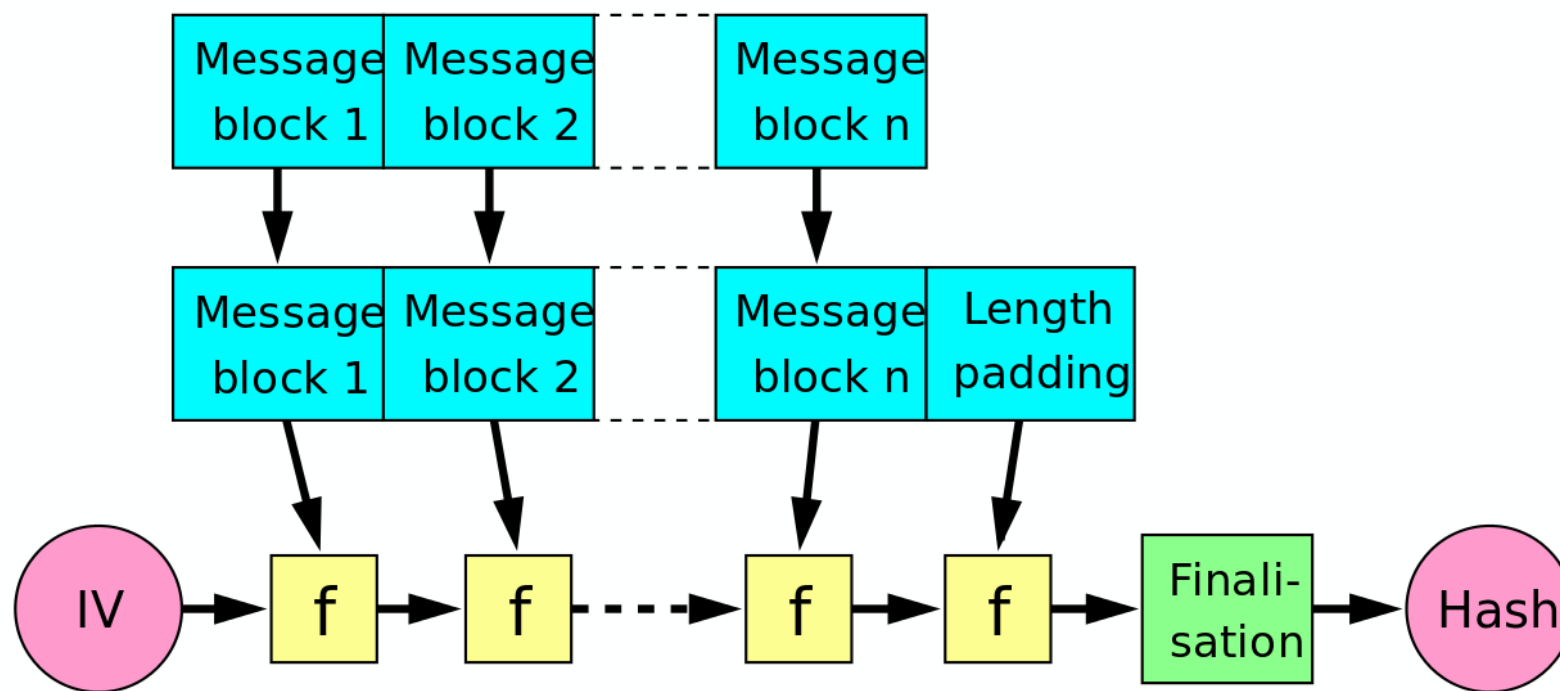 Message
block 1
Message
block 2
Message
block n
Message
block 1
Message
block 2
Message
block n
Length
padding
IV
f
f
f
f
Finali-
sation
Hash